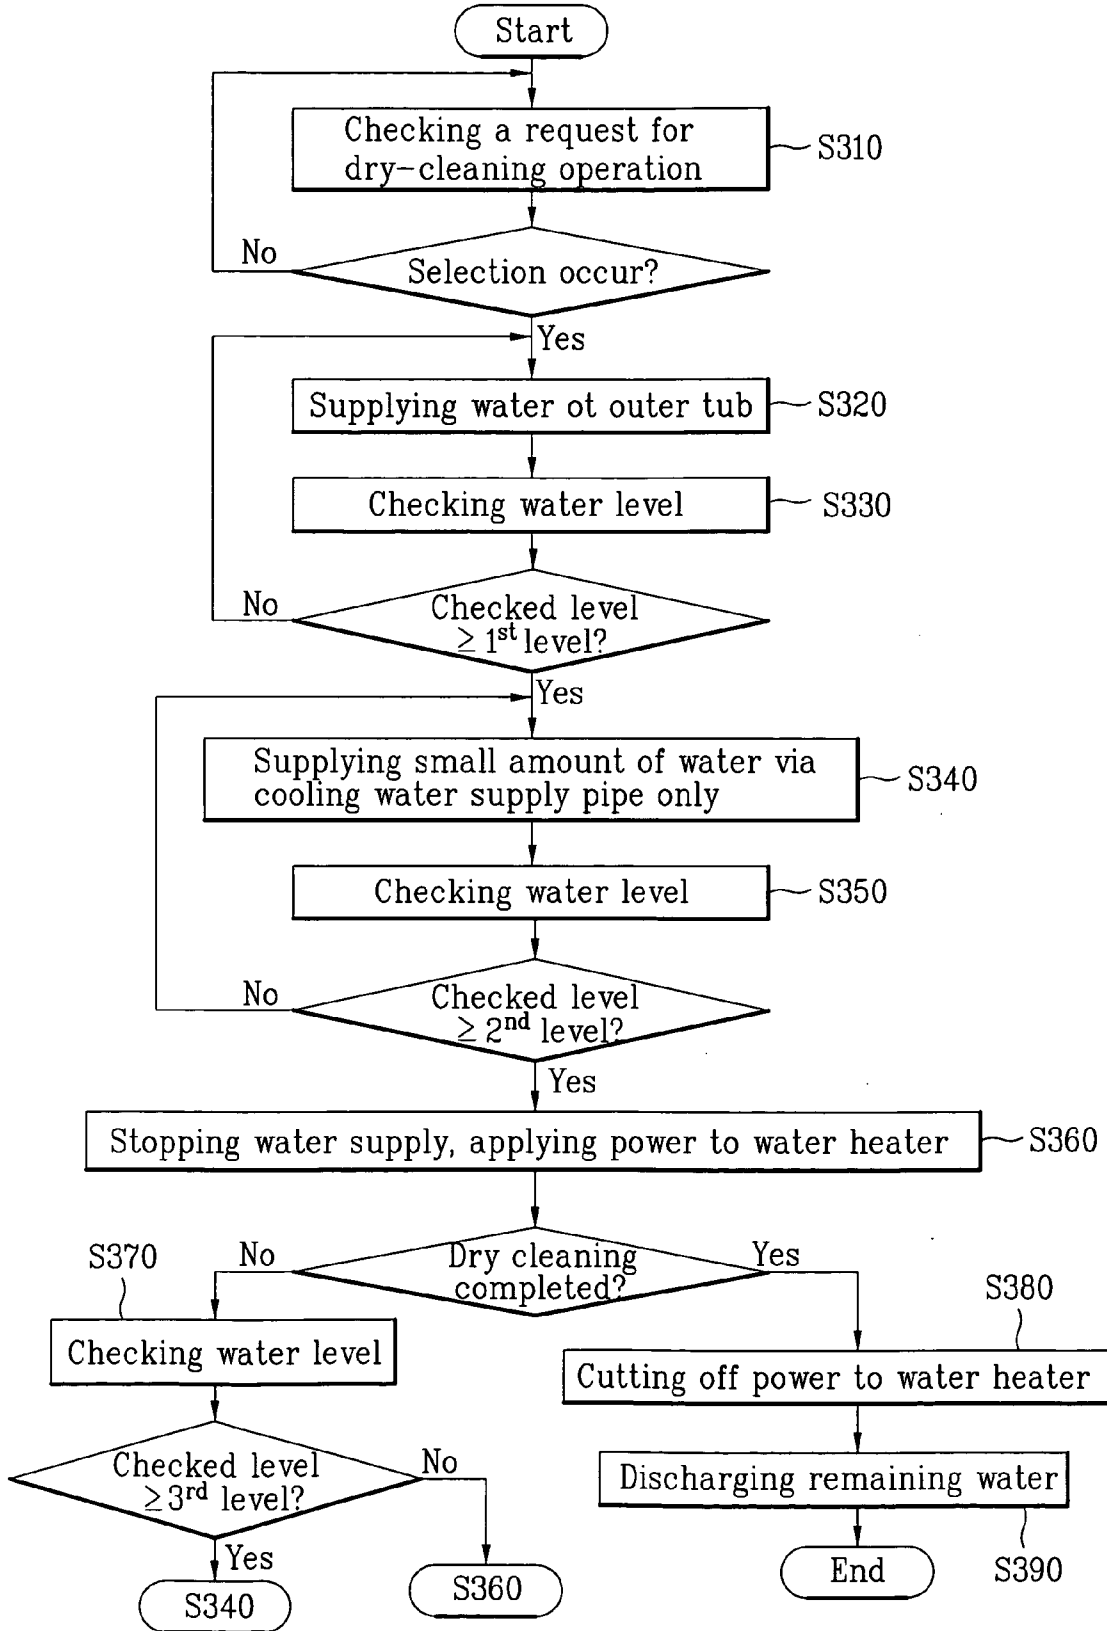 Start
Checking a request for
dry-cleaning operation
S310
No
Selection occur?
Yes
Supplying water ot outer tub
S320
Checking water level
S330
No
Checked level
≥ 1st level?
Yes
Supplying small amount of water via
cooling water supply pipe only
S340
Checking water level
S350
No
Checked level
≥ 2nd level?
Yes
Stopping water supply, applying power to water heater
S360
S370
No
Dry cleaning
completed?
Yes
S380
Checking water level
Cutting off power to water heater
Checked level
≥ 3rd level?
No
Discharging remaining water
S390
Yes
S340
S360
End